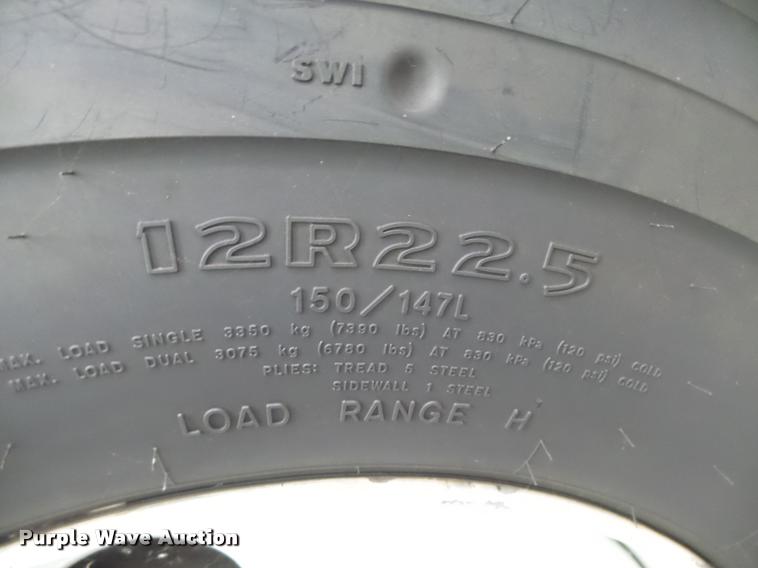 SWI
12R22.5
150/147L
MAX. LOAD SINGLE 3350 kg (7390 lbs) AT 830 kPa (120 psi) COLD
MAX. LOAD DUAL 3075 kg (6780 lbs) AT 830 kPa (120 psi) COLD
PLIES: TREAD 5 STEEL
SIDEWALL 1 STEEL
LOAD RANGE H
Purple Wave Auction